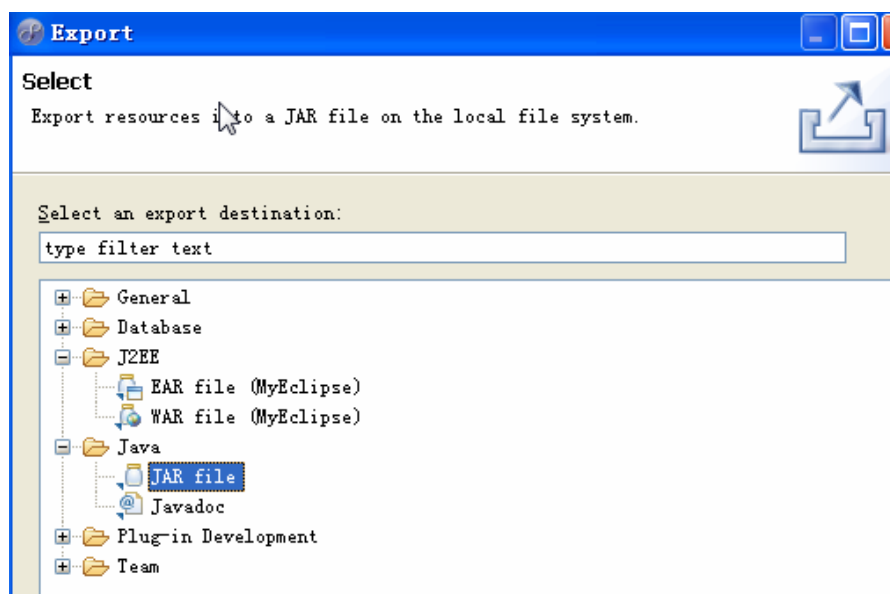 Export
Select
Export resources into a JAR file on the local file system.
Select an export destination:
type filter text
General
Database
J2EE
EAR file (MyEclipse)
WAR file (MyEclipse)
Java
JAR file
Javadoc
Plug-in Development
Team